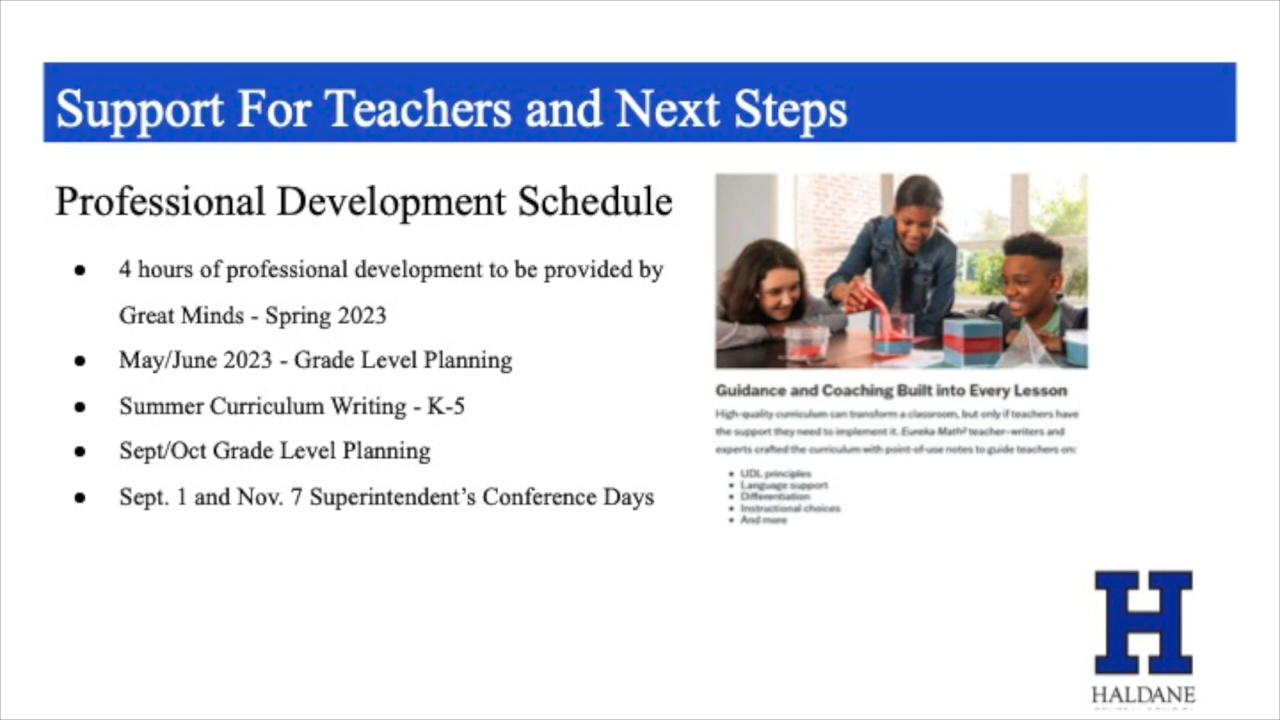 Support For Teachers and Next Steps
Professional Development Schedule
● 4 hours of professional development to be provided by
Great Minds - Spring 2023
● May/June 2023 - Grade Level Planning
● Summer Curriculum Writing - K-5
● Sept/Oct Grade Level Planning
● Sept. 1 and Nov. 7 Superintendent's Conference Days
Guidance and Coaching Built into Every Lesson
High-quality curriculum can transform a classroom, but only if teachers have
the support they need to implement it. Eureka Math² teacher-writers and
experts crafted the curriculum with point-of-use notes to guide teachers on:
• UDL principles
• Language support
• Differentiation
• Instructional choices
• And more
H
HALDANE